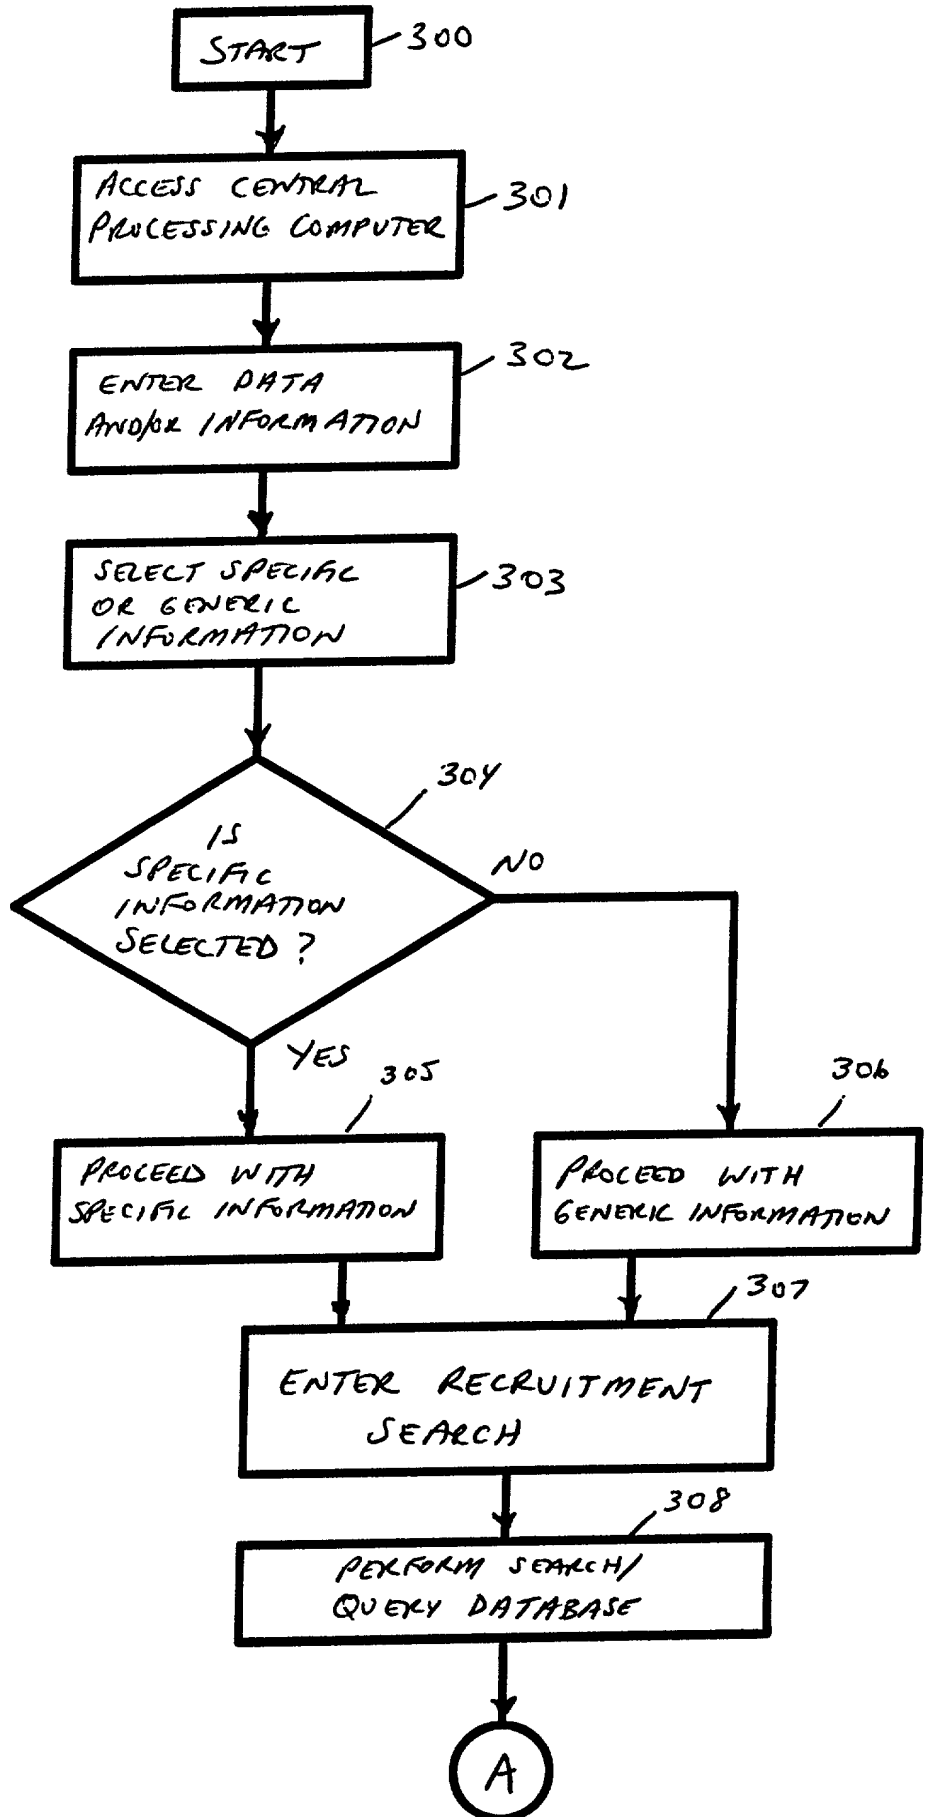 START
300
ACCESS CENTRAL
PROCESSING COMPUTER
301
ENTER DATA
AND/OR INFORMATION
302
SELECT SPECIFIC
OR GENERIC
INFORMATION
303
304
IS
SPECIFIC
INFORMATION
SELECTED?
NO
YES
305
306
PROCEED WITH
SPECIFIC INFORMATION
PROCEED WITH
GENERIC INFORMATION
307
ENTER RECRUITMENT
SEARCH
308
PERFORM SEARCH/
QUERY DATABASE
A